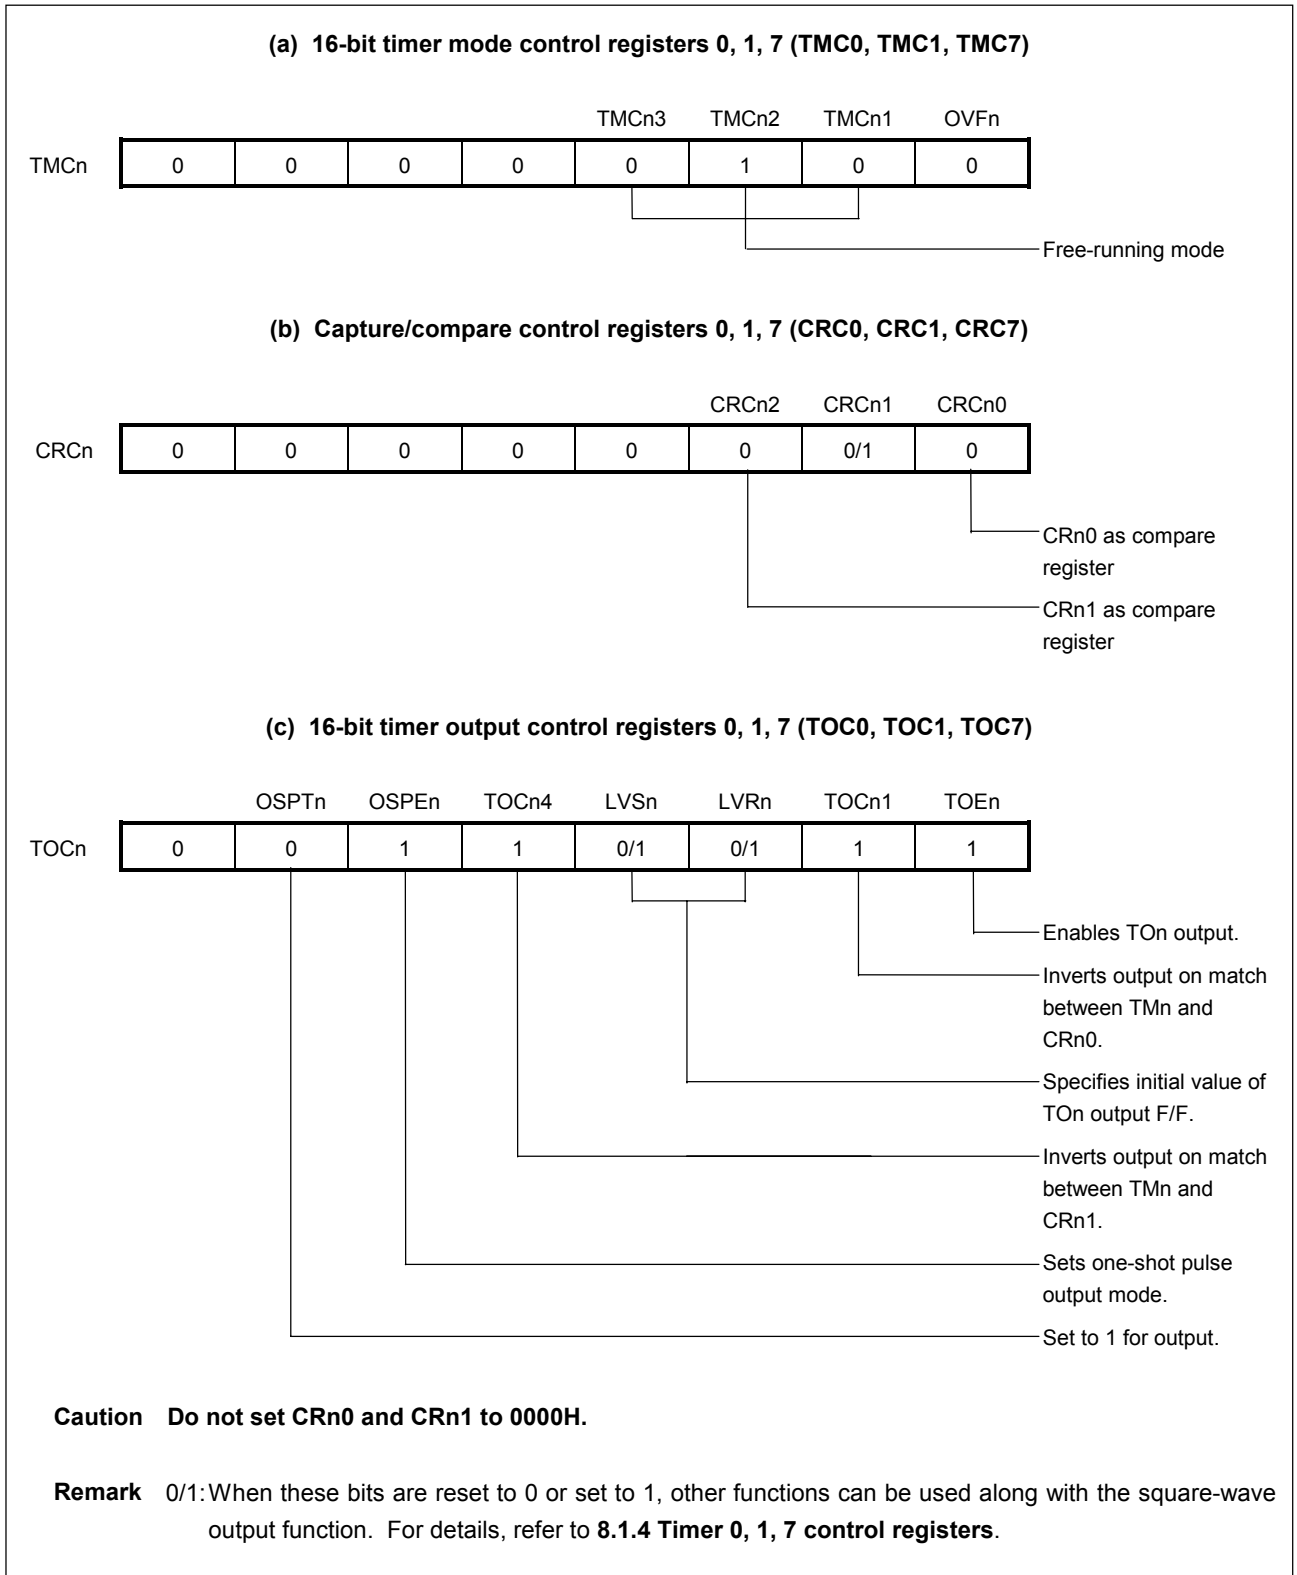 (a) 16-bit timer mode control registers 0, 1, 7 (TMC0, TMC1, TMC7)
TMCn3 TMCn2 TMCn1 OVFn
TMCn 0 0 0 0 0 1 0 0
Free-running mode
(b) Capture/compare control registers 0, 1, 7 (CRC0, CRC1, CRC7)
CRCn2 CRCn1 CRCn0
CRCn 0 0 0 0 0 0 0/1 0
CRn0 as compare
register
CRn1 as compare
register
(c) 16-bit timer output control registers 0, 1, 7 (TOC0, TOC1, TOC7)
OSPTn OSPEn TOCn4 LVSn LVRn TOCn1 TOEn
TOCn 0 0 1 1 0/1 0/1 1 1
Enables TOn output.
Inverts output on match
between TMn and
CRn0.
Specifies initial value of
TOn output F/F.
Inverts output on match
between TMn and
CRn1.
Sets one-shot pulse
output mode.
Set to 1 for output.
Caution Do not set CRn0 and CRn1 to 0000H.
Remark 0/1: When these bits are reset to 0 or set to 1, other functions can be used along with the square-wave
output function. For details, refer to 8.1.4 Timer 0, 1, 7 control registers.